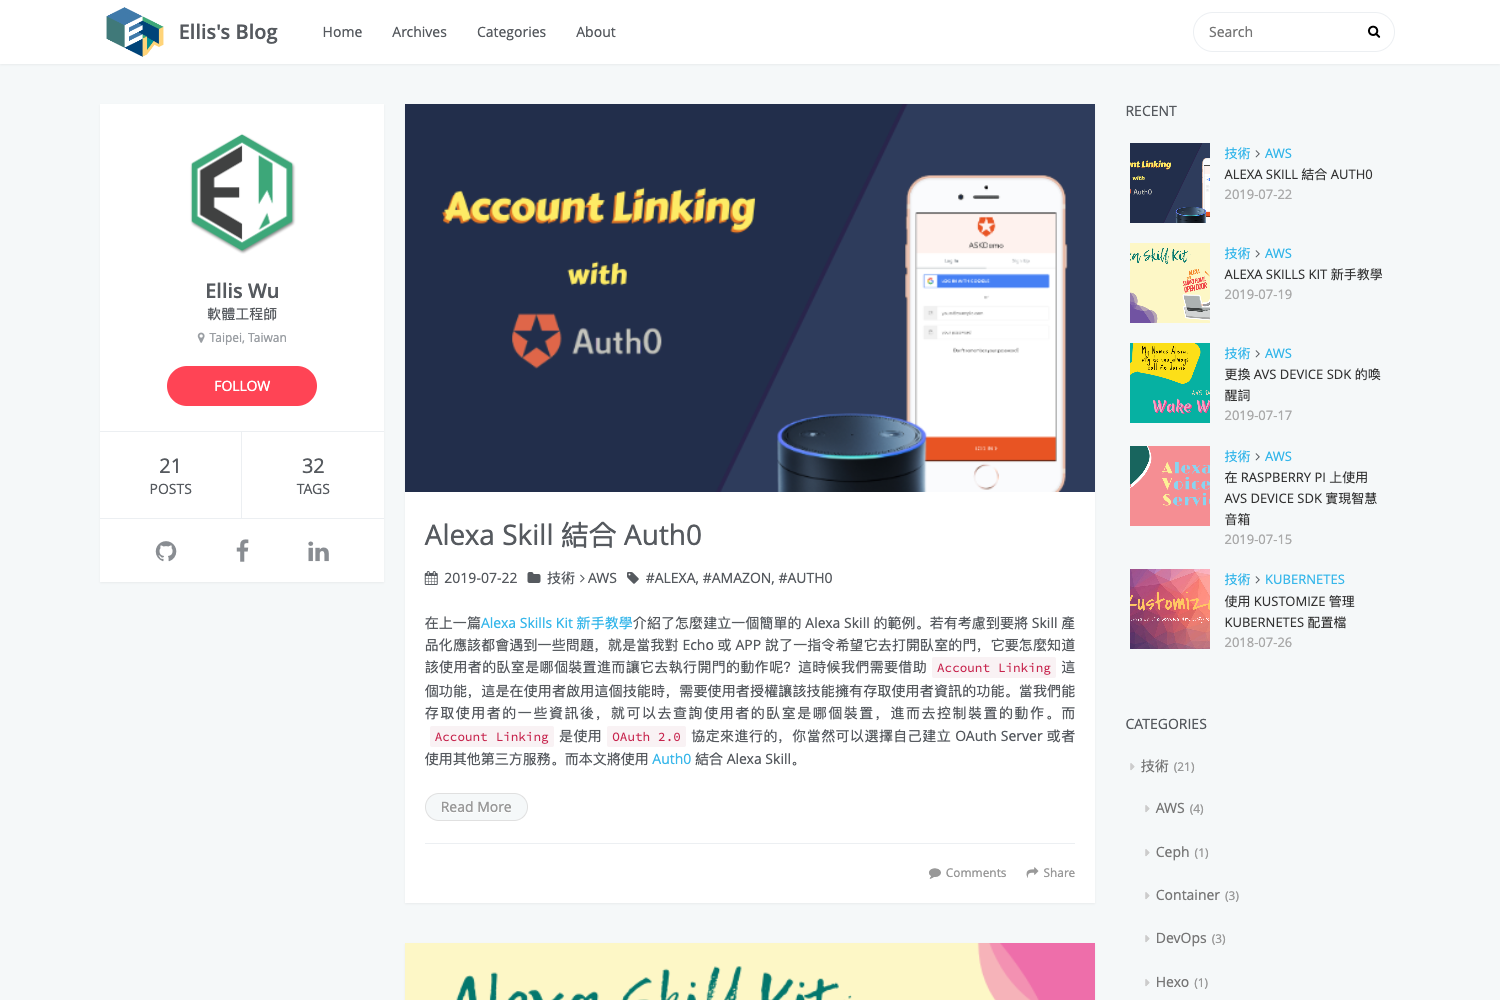 Ellis's Blog
Home
Archives
Categories
About
Search
Ellis Wu
軟體工程師
Taipei, Taiwan
FOLLOW
21
POSTS
32
TAGS
Account Linking
with
Auth0
ASKDemo
Log In
Sign Up
LOG IN WITH GOOGLE
or
your password
Don't remember your password?
Alexa Skill 結合 Auth0
2019-07-22 技術 > AWS #ALEXA, #AMAZON, #AUTH0
在上一篇Alexa Skills Kit 新手教學介紹了怎麼建立一個簡單的 Alexa Skill 的範例。若有考慮到要將 Skill 產
品化應該都會遇到一些問題，就是當我對 Echo 或 APP 說了一指令希望它去打開臥室的門，它要怎麼知道
該使用者的臥室是哪個裝置進而讓它去執行開門的動作呢？這時候我們需要借助 Account Linking 這
個功能，這是在使用者啟用這個技能時，需要使用者授權讓該技能擁有存取使用者資訊的功能。當我們能
存取使用者的一些資訊後，就可以去查詢使用者的臥室是哪個裝置，進而去控制裝置的動作。而
Account Linking 是使用 OAuth 2.0 協定來進行的，你當然可以選擇自己建立 OAuth Server 或者
使用其他第三方服務。而本文將使用 Auth0 結合 Alexa Skill。
Read More
Comments
Share
Alexa Skill Kit
RECENT
技術 > AWS
ALEXA SKILL 結合 AUTH0
2019-07-22
技術 > AWS
ALEXA SKILLS KIT 新手教學
2019-07-19
技術 > AWS
更換 AVS DEVICE SDK 的喚
醒詞
2019-07-17
技術 > AWS
在 RASPBERRY PI 上使用
AVS DEVICE SDK 實現智慧
音箱
2019-07-15
技術 > KUBERNETES
使用 KUSTOMIZE 管理
KUBERNETES 配置檔
2018-07-26
CATEGORIES
技術 (21)
AWS (4)
Ceph (1)
Container (3)
DevOps (3)
Hexo (1)